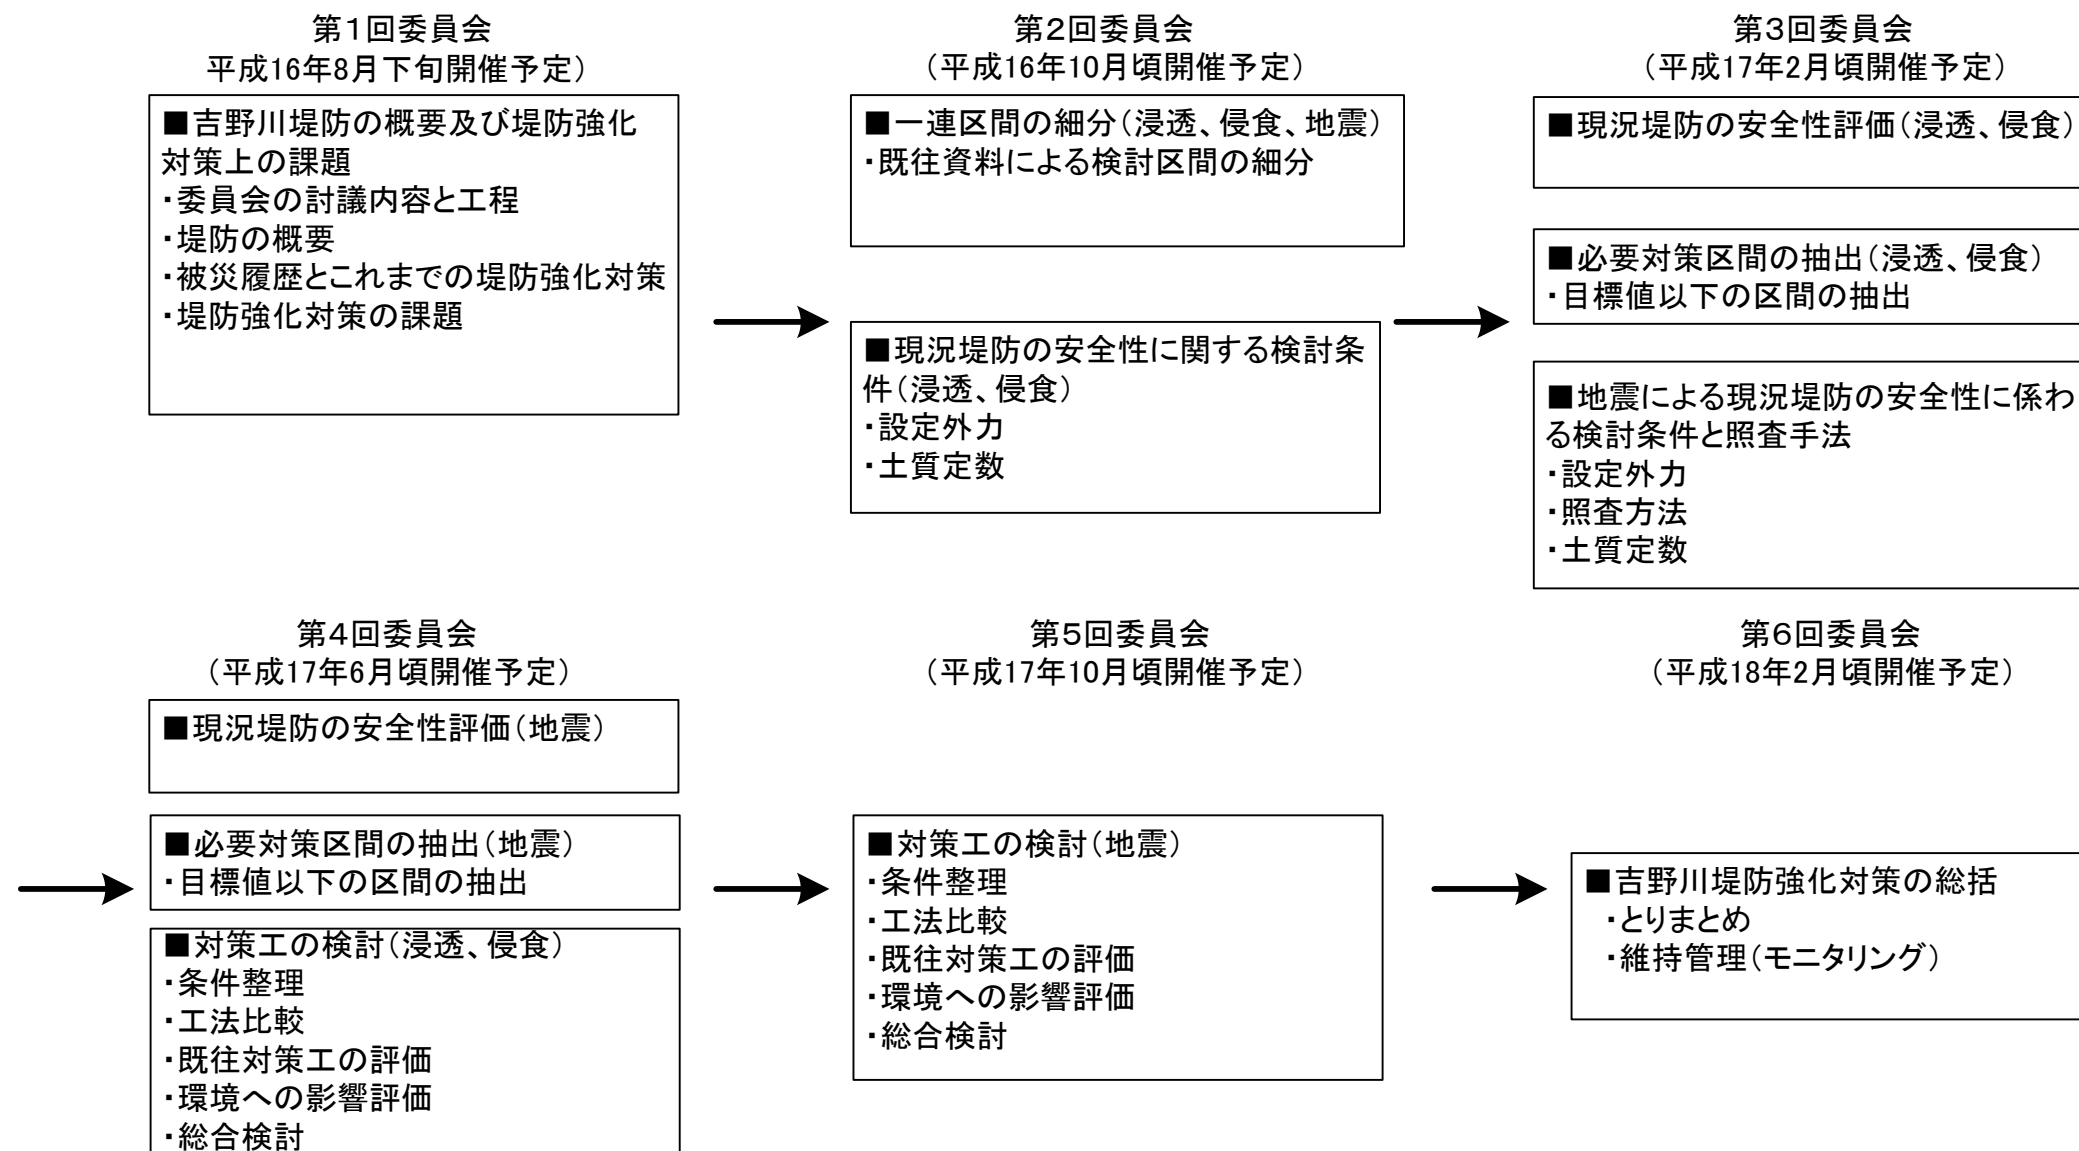 第１回委員会
平成16年8月下旬開催予定）
■吉野川堤防の概要及び堤防強化
対策上の課題
・委員会の討議内容と工程
・堤防の概要
・被災履歴とこれまでの堤防強化対策
・堤防強化対策の課題
第２回委員会
（平成16年10月頃開催予定）
■一連区間の細分（浸透、侵食、地震）
・既往資料による検討区間の細分
■現況堤防の安全性に関する検討条
件（浸透、侵食）
・設定外力
・土質定数
第３回委員会
（平成17年2月頃開催予定）
■現況堤防の安全性評価（浸透、侵食）
■必要対策区間の抽出（浸透、侵食）
・目標値以下の区間の抽出
■地震による現況堤防の安全性に係わ
る検討条件と照査手法
・設定外力
・照査方法
・土質定数
第４回委員会
（平成17年6月頃開催予定）
■現況堤防の安全性評価（地震）
■必要対策区間の抽出（地震）
・目標値以下の区間の抽出
■対策工の検討（浸透、侵食）
・条件整理
・工法比較
・既往対策工の評価
・環境への影響評価
・総合検討
第５回委員会
（平成17年10月頃開催予定）
■対策工の検討（地震）
・条件整理
・工法比較
・既往対策工の評価
・環境への影響評価
・総合検討
第６回委員会
（平成18年2月頃開催予定）
■吉野川堤防強化対策の総括
・とりまとめ
・維持管理（モニタリング）